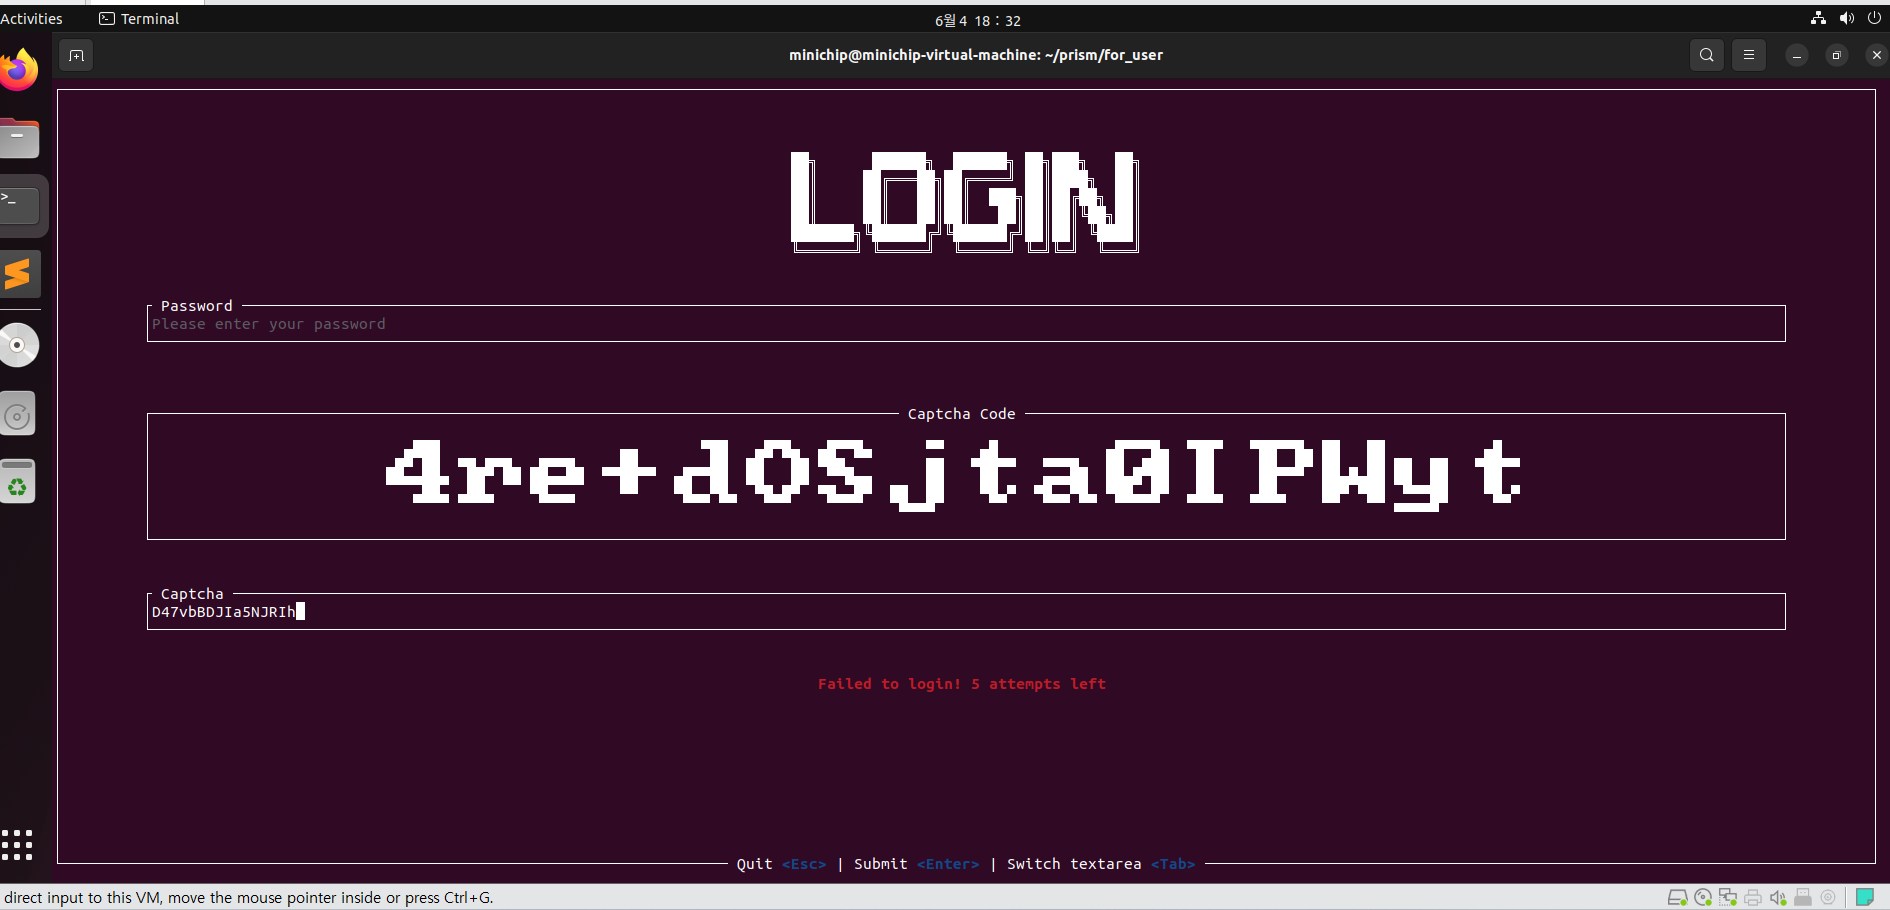 Activities
Terminal
6월 4 18 : 32
minichip@minichip-virtual-machine: ~/prism/for_user
LOGIN
Password
Please enter your password
Captcha Code
4re+dOSjta0IPWyt
Captcha
D47vbBDJIa5NJRIh
Failed to login! 5 attempts left
Quit <Esc> | Submit <Enter> | Switch textarea <Tab>
direct input to this VM, move the mouse pointer inside or press Ctrl+G.